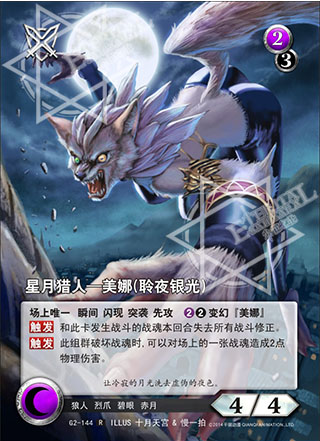 2
3
星月猎人—美娜(聆夜银光)
场上唯一 瞬间 闪现 突袭 先攻 2 2 变幻『美娜』
触发 和此卡发生战斗的战魂本回合失去所有战斗修正。
触发 此组群破坏战魂时,可以对场上的一张战魂造成2点
物理伤害。
让冷寂的月光洗去虚伪的夜色。
狼人 烈爪 碧眼 赤月
4 / 4
G2-144 R ILLUS 十月天宫 & 慢一拍